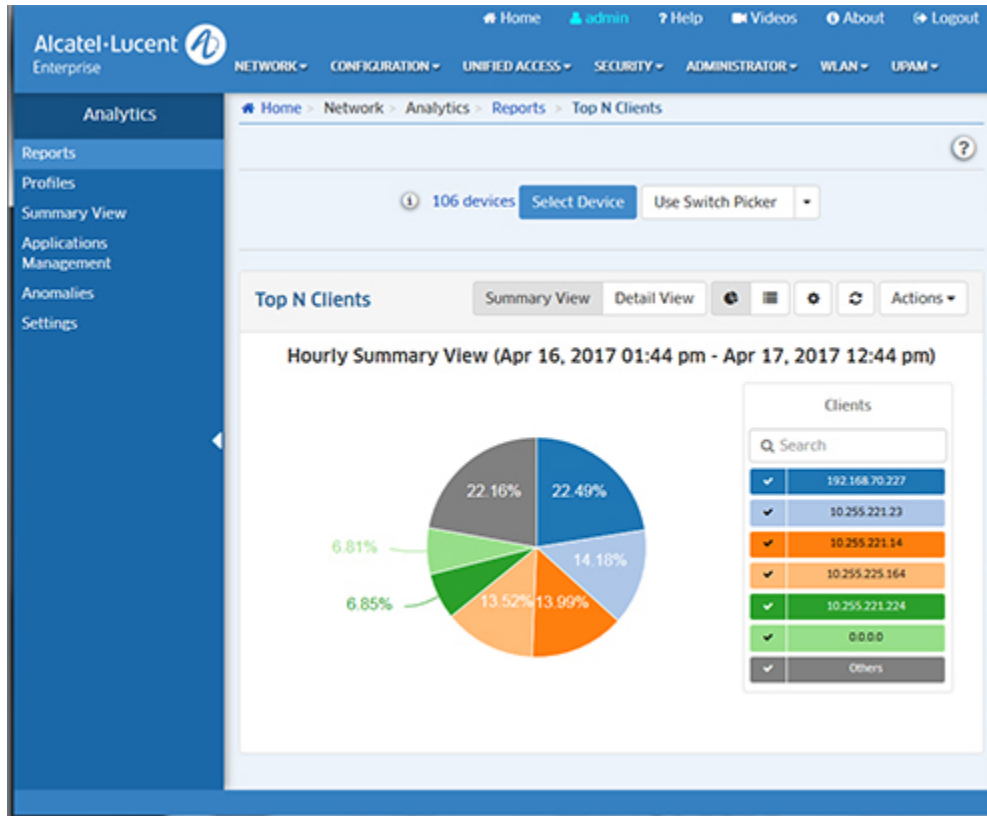 Home admin ? Help Videos About Logout
Alcatel·Lucent
Enterprise
NETWORK CONFIGURATION UNIFIED ACCESS SECURITY ADMINISTRATOR WLAN UPAM
Analytics
Home > Network > Analytics > Reports > Top N Clients
Reports
Profiles
Summary View
Applications
Management
Anomalies
Settings
?
106 devices Select Device Use Switch Picker
Top N Clients Summary View Detail View Actions
Hourly Summary View (Apr 16, 2017 01:44 pm - Apr 17, 2017 12:44 pm)
22.16% 22.49%
6.81% 14.18%
6.85% 13.52% 13.99%
Clients
Search
192.168.70.227
10.255.221.23
10.255.221.14
10.255.225.164
10.255.221.224
0.0.0.0
Others